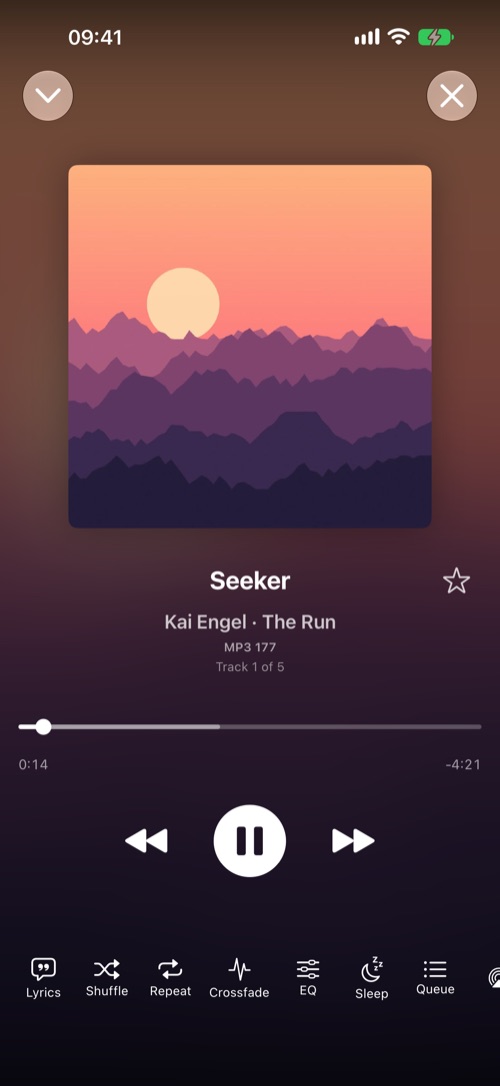 09:41
Seeker
Kai Engel · The Run
MP3 177
Track 1 of 5
0:14
-4:21
Lyrics
Shuffle
Repeat
Crossfade
EQ
Sleep
Queue